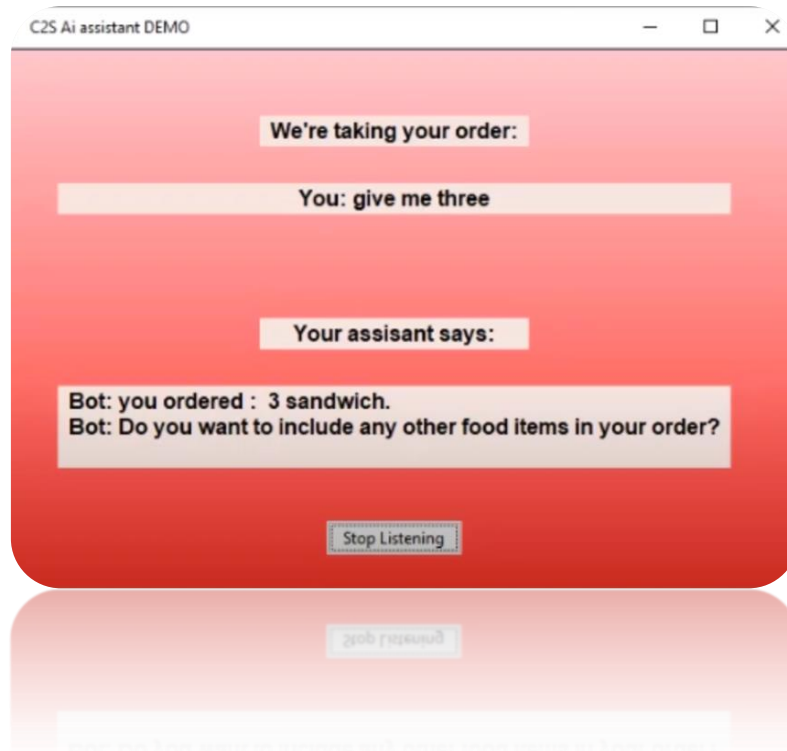 C2S Ai assistant DEMO
We're taking your order:
You: give me three
Your assisant says:
Bot: you ordered :  3 sandwich.
Bot: Do you want to include any other food items in your order?
Stop Listening